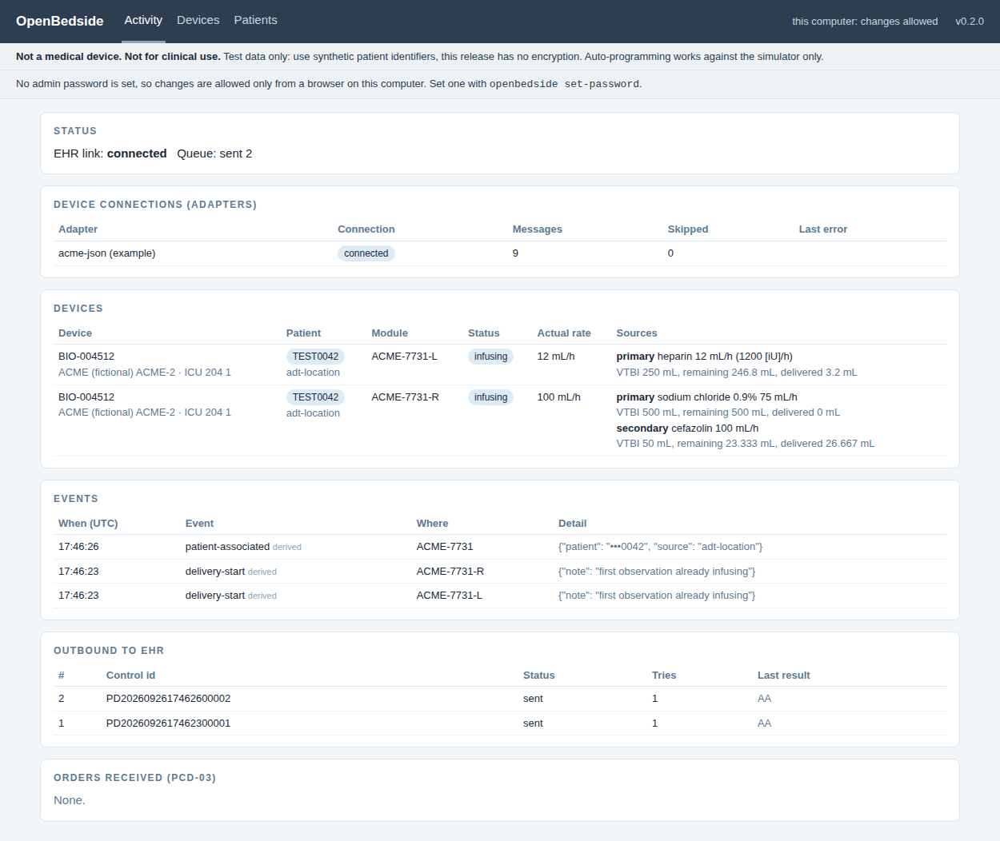 OpenBedside Activity Devices Patients this computer: changes allowed v0.2.0
Not a medical device. Not for clinical use. Test data only: use synthetic patient identifiers, this release has no encryption. Auto-programming works against the simulator only.
No admin password is set, so changes are allowed only from a browser on this computer. Set one with openbedside set-password.
STATUS
EHR link: connected Queue: sent 2
DEVICE CONNECTIONS (ADAPTERS)
Adapter Connection Messages Skipped Last error
acme-json (example) connected 9 0
DEVICES
Device Patient Module Status Actual rate Sources
BIO-004512 TEST0042 ACME-7731-L infusing 12 mL/h primary heparin 12 mL/h (1200 [iU]/h)
ACME (fictional) ACME-2 · ICU 204 1 adt-location VTBI 250 mL, remaining 246.8 mL, delivered 3.2 mL
BIO-004512 TEST0042 ACME-7731-R infusing 100 mL/h primary sodium chloride 0.9% 75 mL/h
ACME (fictional) ACME-2 · ICU 204 1 adt-location VTBI 500 mL, remaining 500 mL, delivered 0 mL
secondary cefazolin 100 mL/h
VTBI 50 mL, remaining 23.333 mL, delivered 26.667 mL
EVENTS
When (UTC) Event Where Detail
17:46:26 patient-associated derived ACME-7731 {"patient": "•••0042", "source": "adt-location"}
17:46:23 delivery-start derived ACME-7731-R {"note": "first observation already infusing"}
17:46:23 delivery-start derived ACME-7731-L {"note": "first observation already infusing"}
OUTBOUND TO EHR
# Control id Status Tries Last result
2 PD2026092617462600002 sent 1 AA
1 PD2026092617462300001 sent 1 AA
ORDERS RECEIVED (PCD-03)
None.